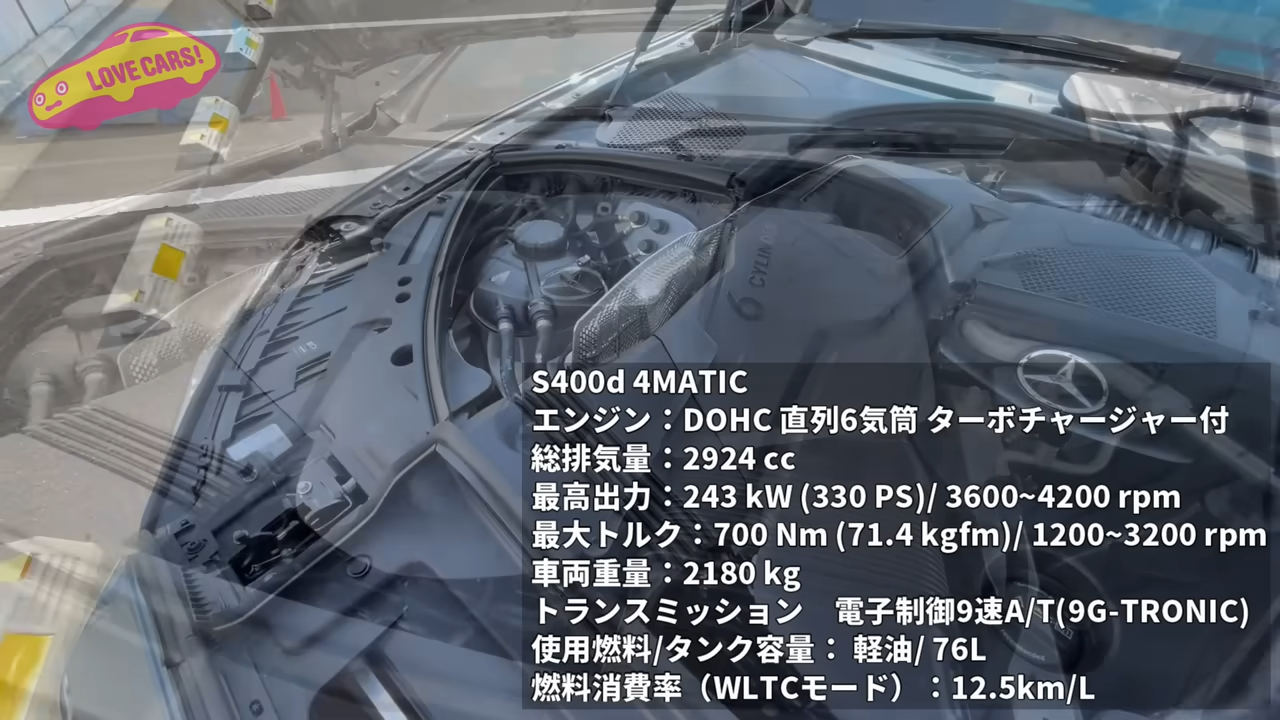 LOVE CARS!
6 CYLIN
S400d 4MATIC
エンジン：DOHC 直列6気筒 ターボチャージャー付
総排気量：2924 cc
最高出力：243 kW (330 PS)/ 3600~4200 rpm
最大トルク：700 Nm (71.4 kgfm)/ 1200~3200 rpm
車両重量：2180 kg
トランスミッション　電子制御9速A/T(9G-TRONIC)
使用燃料/タンク容量： 軽油/ 76L
燃料消費率（WLTCモード）：12.5km/L